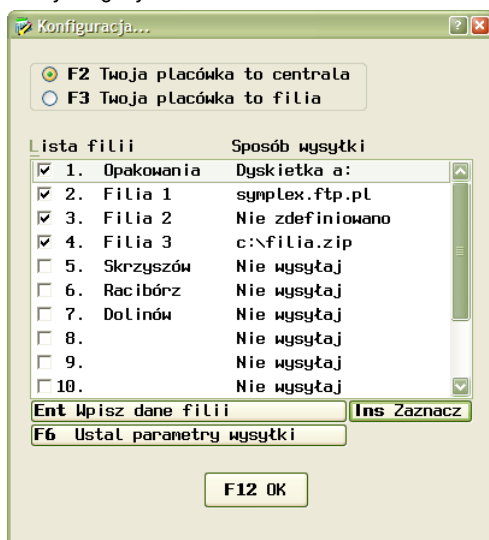 Konfiguracja...
F2 Twoja placówka to centrala
F3 Twoja placówka to filia
Lista filii Sposób wysyłki
1. Opakowania Dyskietka a:
2. Filia 1 symplex.ftp.pl
3. Filia 2 Nie zdefiniowano
4. Filia 3 c:\filia.zip
5. Skrzyszów Nie wysyłaj
6. Racibórz Nie wysyłaj
7. Dolinów Nie wysyłaj
8. Nie wysyłaj
9. Nie wysyłaj
10. Nie wysyłaj
Ent Wpisz dane filii Ins Zaznacz
F6 Ustal parametry wysyłki
F12 OK